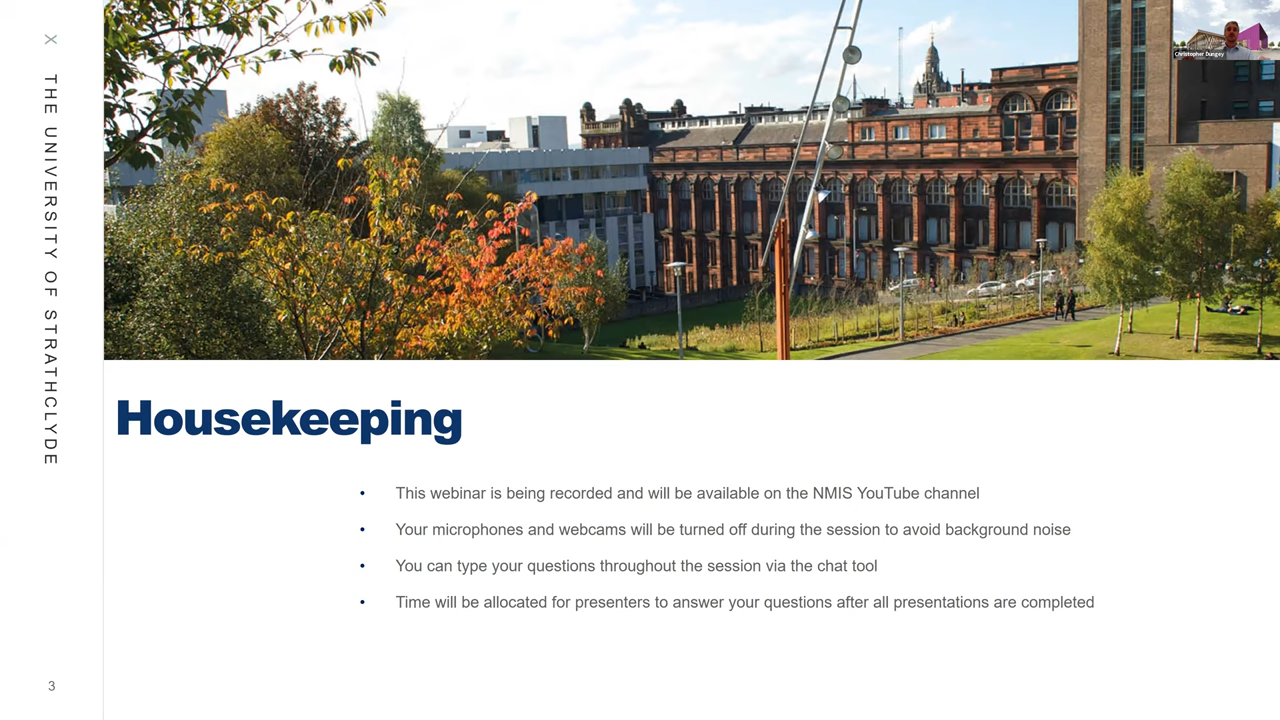 X THE UNIVERSITY OF STRATHCLYDE
Christopher Dungey
Housekeeping
• This webinar is being recorded and will be available on the NMIS YouTube channel
• Your microphones and webcams will be turned off during the session to avoid background noise
• You can type your questions throughout the session via the chat tool
• Time will be allocated for presenters to answer your questions after all presentations are completed
3